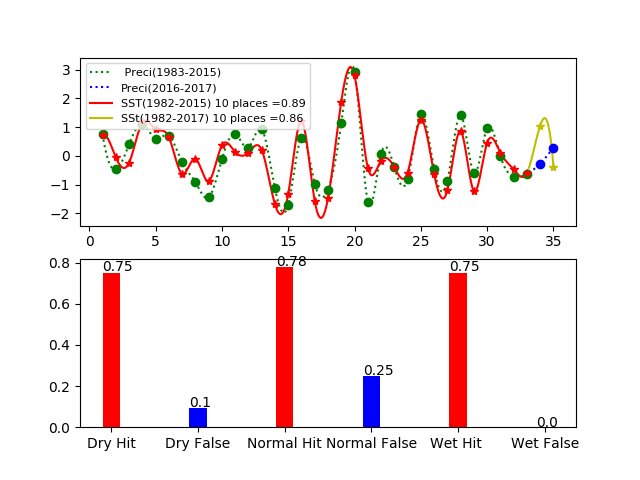 3
2
1
0
−1
−2
Preci(1983-2015)
Preci(2016-2017)
SST(1982-2015) 10 places =0.89
SSt(1982-2017) 10 places =0.86
0 5 10 15 20 25 30 35
0.8
0.6
0.4
0.2
0.0
0.75
0.1
0.78
0.25
0.75
0.0
Dry Hit Dry False Normal Hit Normal False Wet Hit Wet False